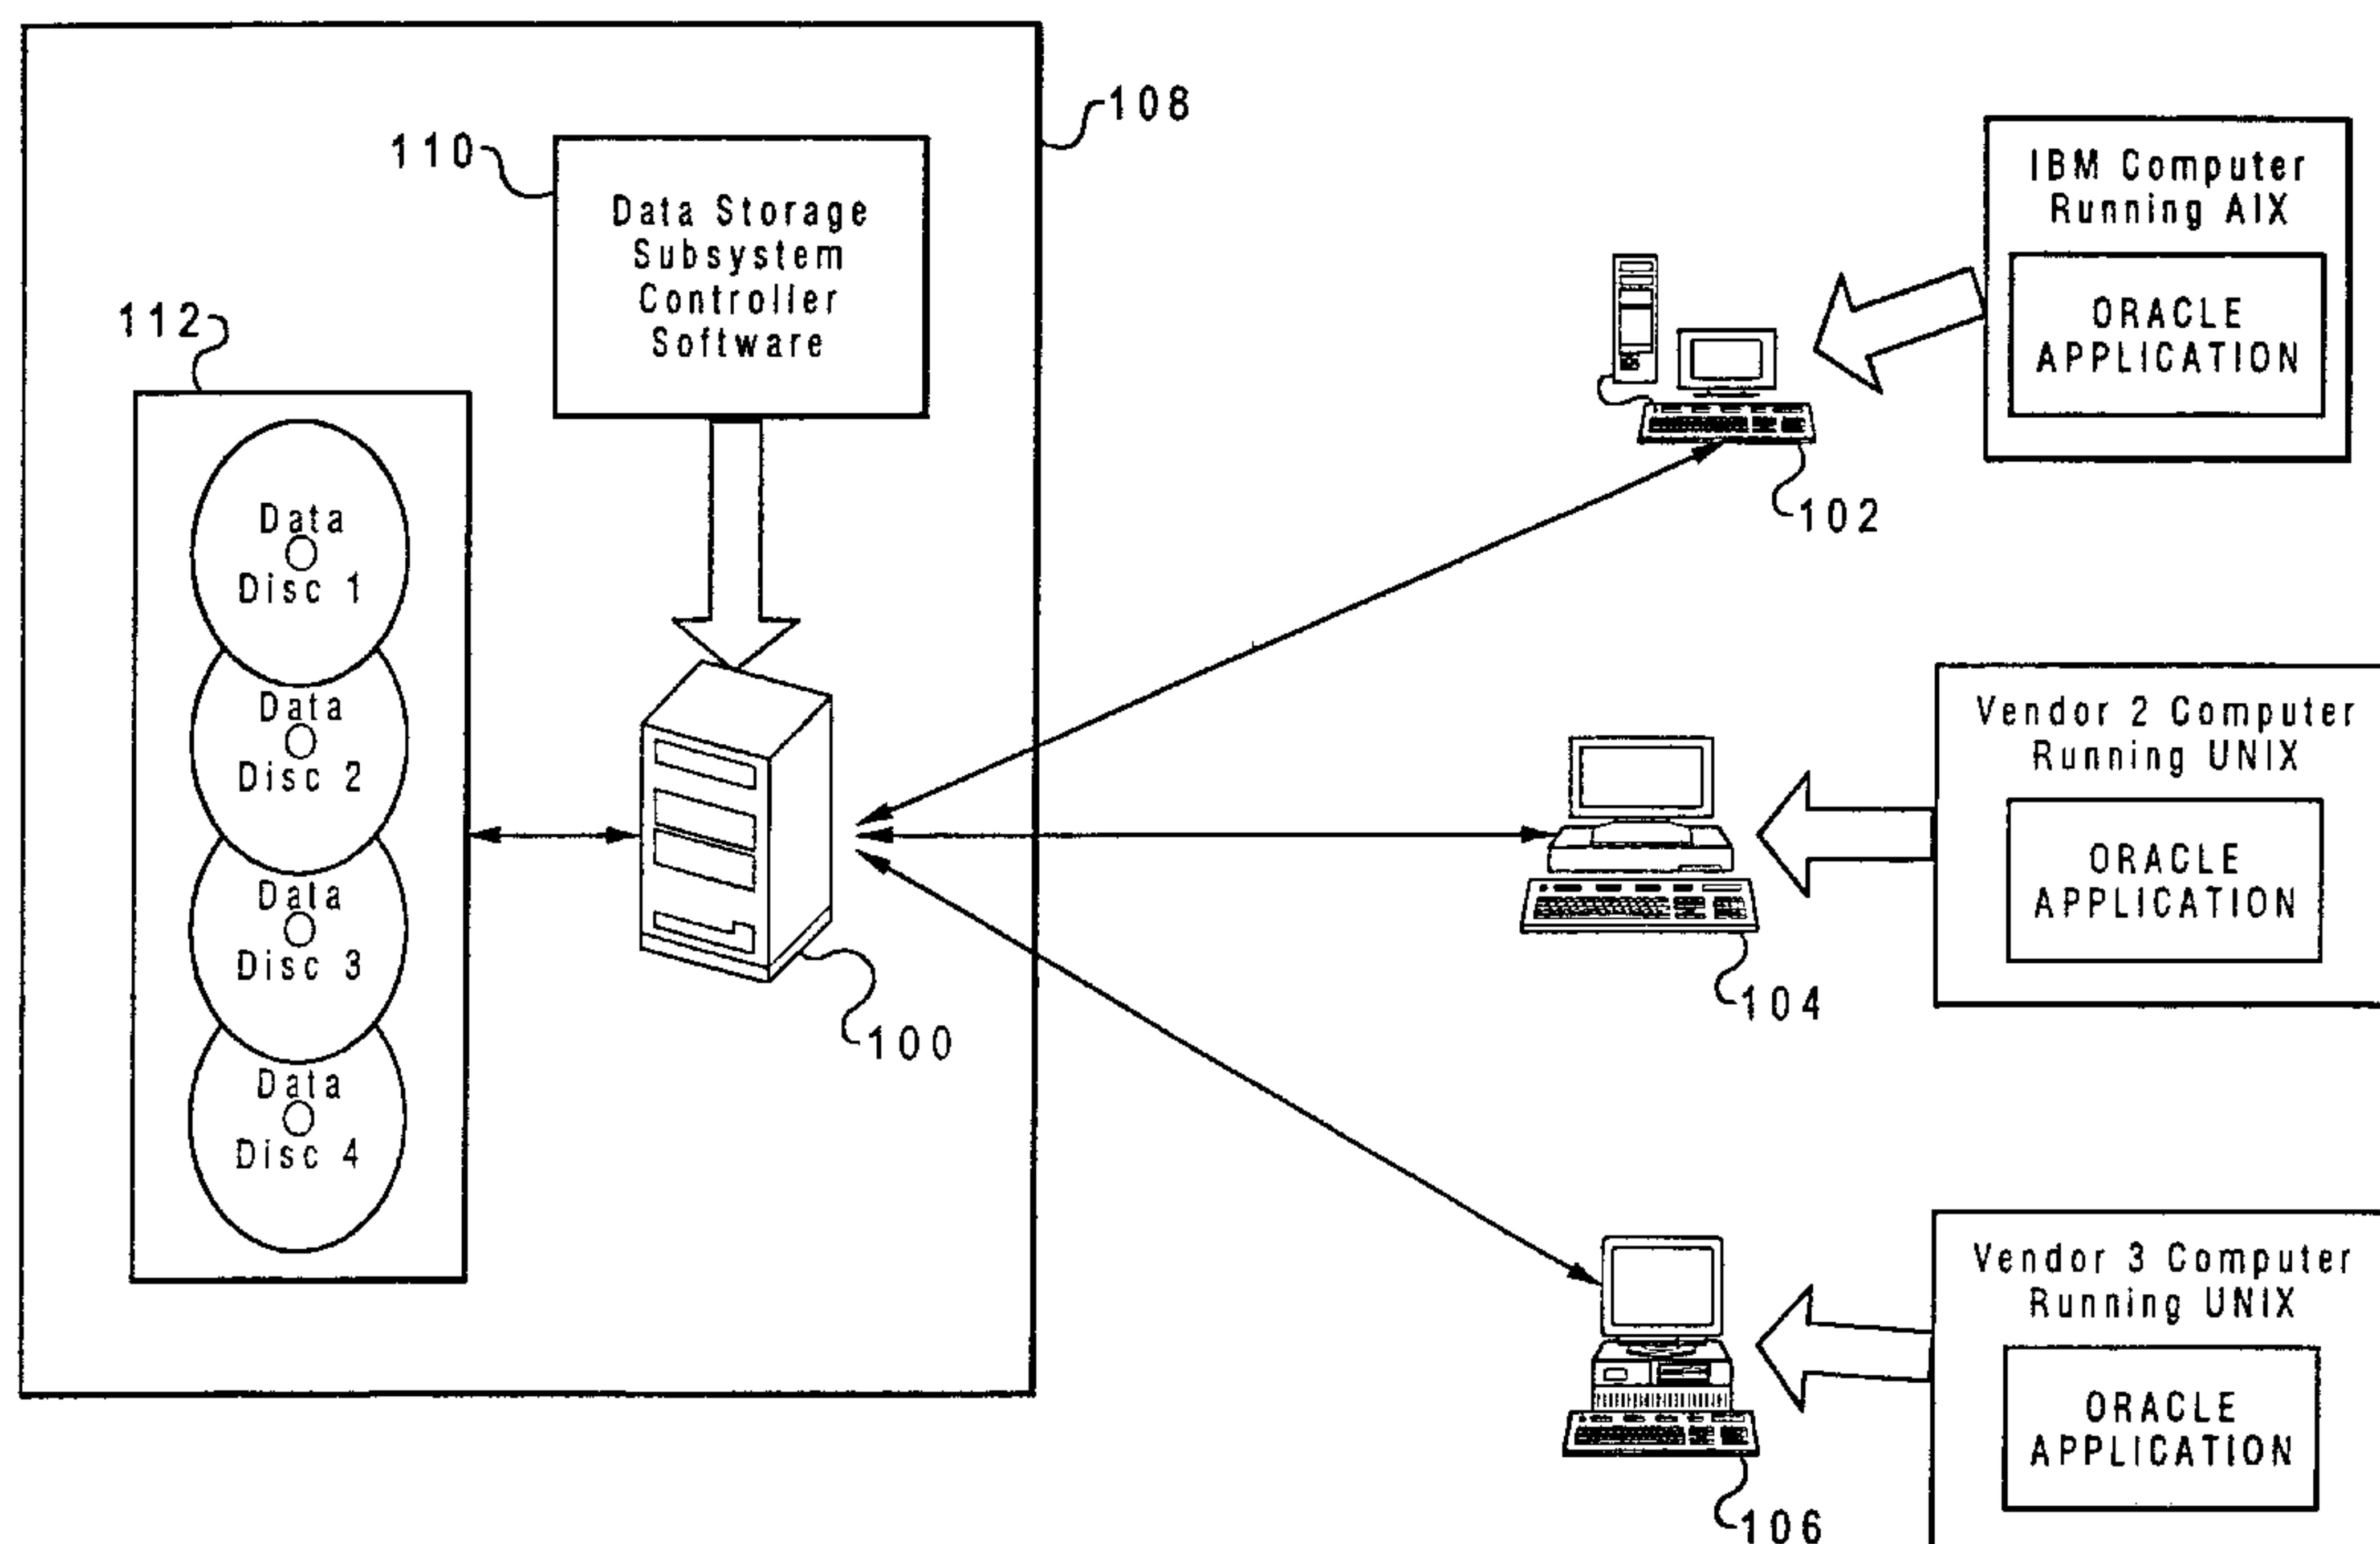 108
110
Data Storage
Subsystem
Controller
Software
112
Data
Disc 1
Data
Disc 2
Data
Disc 3
Data
Disc 4
100
IBM Computer
Running AIX
ORACLE
APPLICATION
102
Vendor 2 Computer
Running UNIX
ORACLE
APPLICATION
104
Vendor 3 Computer
Running UNIX
ORACLE
APPLICATION
106